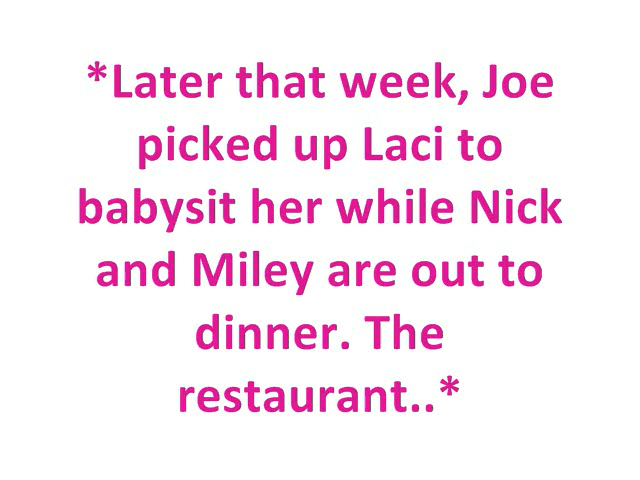 *Later that week, Joe
picked up Laci to
babysit her while Nick
and Miley are out to
dinner. The
restaurant..*